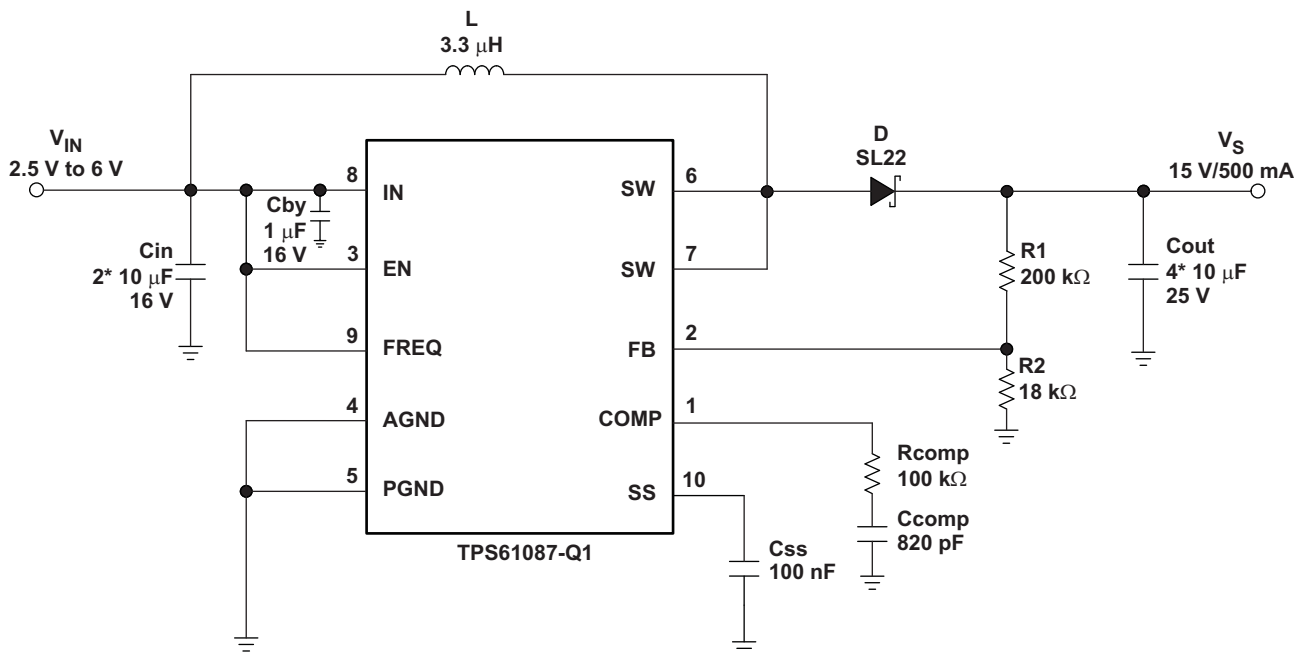 L
3.3 μH
V_IN
2.5 V to 6 V
D
SL22
V_S
15 V/500 mA
8
IN
SW
6
Cby
1 μF
16 V
Cin
2* 10 μF
16 V
3
EN
SW
7
R1
200 kΩ
Cout
4* 10 μF
25 V
9
FREQ
FB
2
R2
18 kΩ
4
AGND
COMP
1
Rcomp
100 kΩ
5
PGND
SS
10
Ccomp
820 pF
Css
100 nF
TPS61087-Q1